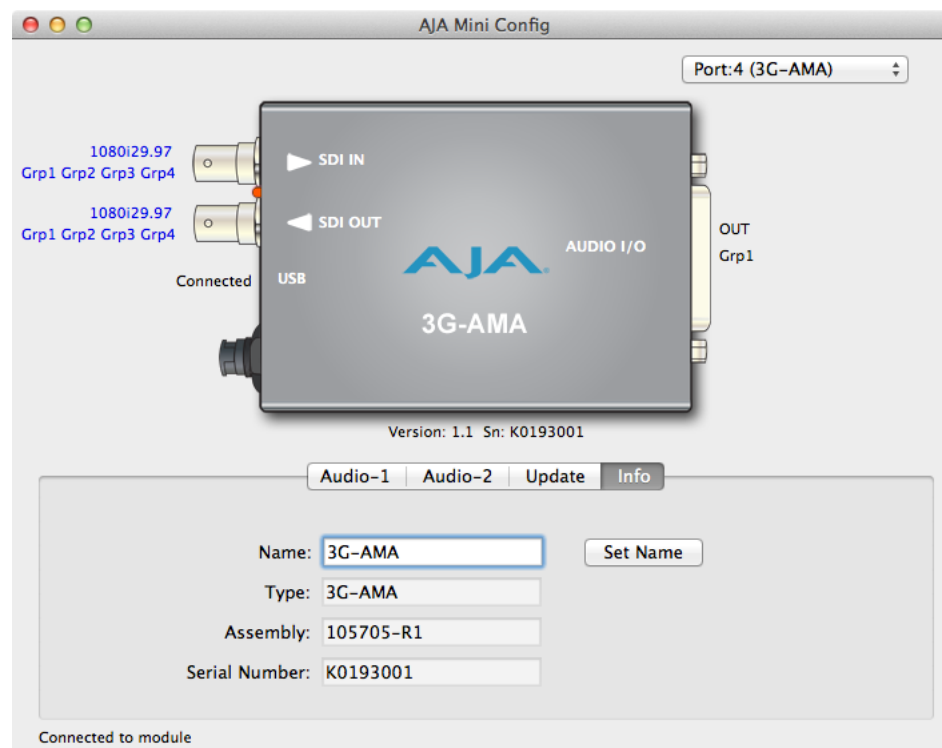 AJA Mini Config
Port:4 (3G-AMA)
1080i29.97
Grp1 Grp2 Grp3 Grp4
SDI IN
1080i29.97
Grp1 Grp2 Grp3 Grp4
SDI OUT
OUT
AUDIO I/O
Grp1
Connected
USB
AJA
3G-AMA
Version: 1.1 Sn: K0193001
Audio-1 Audio-2 Update Info
Name: 3G-AMA Set Name
Type: 3G-AMA
Assembly: 105705-R1
Serial Number: K0193001
Connected to module